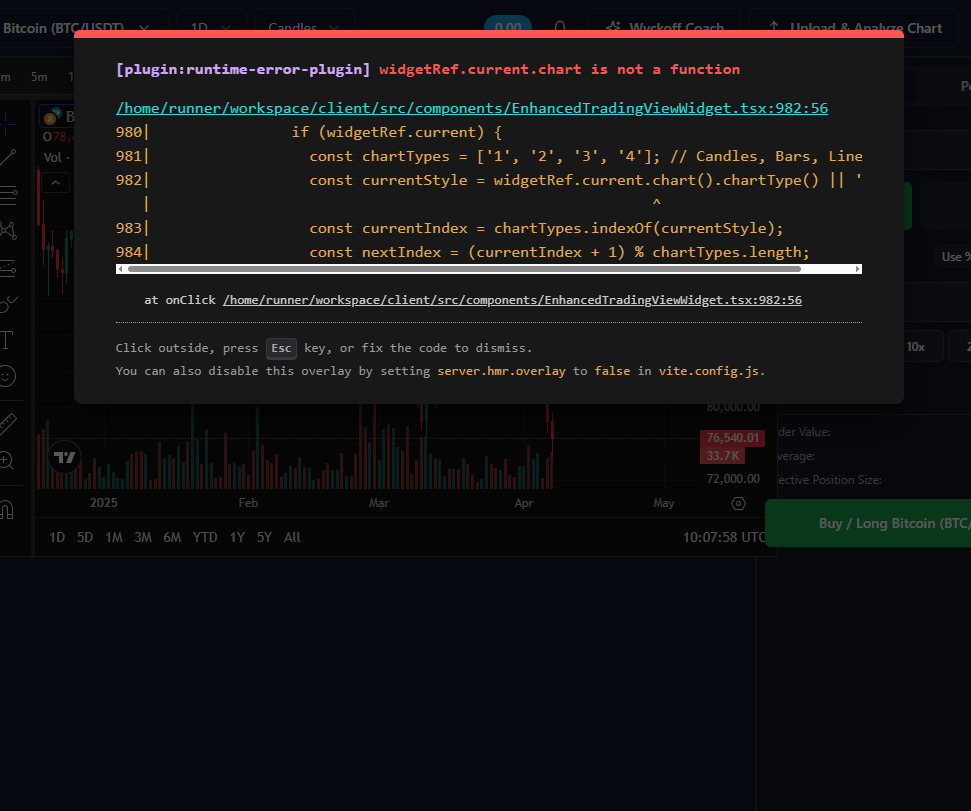 Bitcoin (BTC/USDT) 1D Candles 0.00 Wyckoff Coach Upload & Analyze Chart
[plugin:runtime-error-plugin] widgetRef.current.chart is not a function
/home/runner/workspace/client/src/components/EnhancedTradingViewWidget.tsx:982:56
980| if (widgetRef.current) {
981| const chartTypes = ['1', '2', '3', '4']; // Candles, Bars, Line
982| const currentStyle = widgetRef.current.chart().chartType() || '
| ^
983| const currentIndex = chartTypes.indexOf(currentStyle);
984| const nextIndex = (currentIndex + 1) % chartTypes.length;
at onClick /home/runner/workspace/client/src/components/EnhancedTradingViewWidget.tsx:982:56
Click outside, press Esc key, or fix the code to dismiss.
You can also disable this overlay by setting server.hmr.overlay to false in vite.config.js.
m 5m 1
Po
B
O78,4
Vol ·
Use %
10x 2
80,000.00
76,540.01
33.7K
72,000.00
2025 Feb Mar Apr May
1D 5D 1M 3M 6M YTD 1Y 5Y All 10:07:58 UTC
der Value:
verage:
ective Position Size:
Buy / Long Bitcoin (BTC/